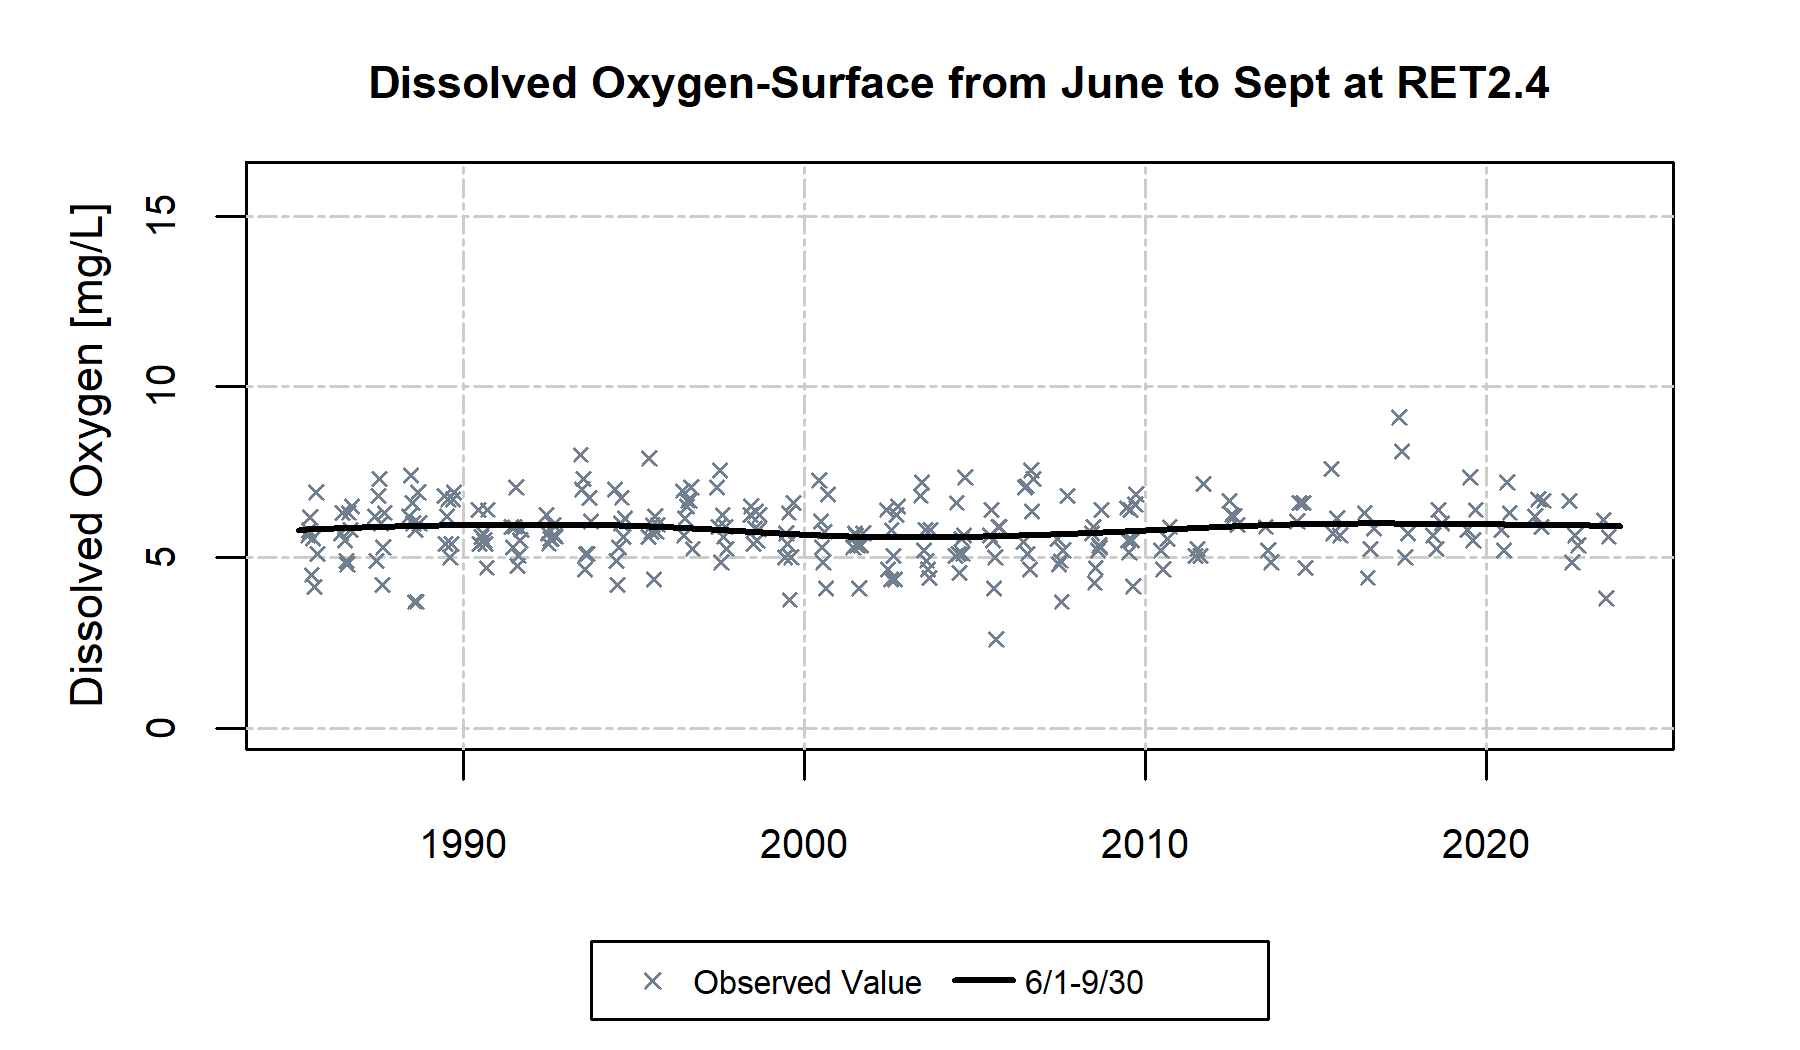 Dissolved Oxygen-Surface from June to Sept at RET2.4
Dissolved Oxygen [mg/L]
15
10
5
0
1990 2000 2010 2020
Observed Value 6/1-9/30